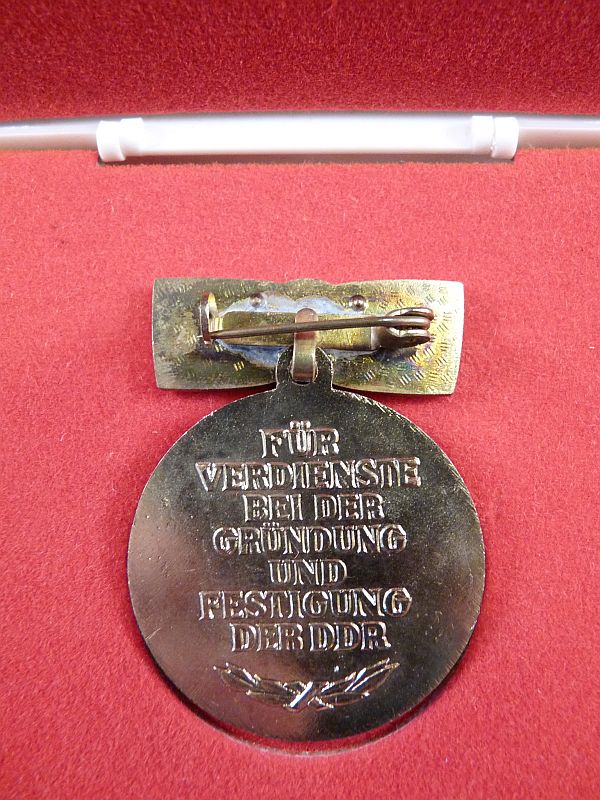 FÜR
VERDIENSTE
BEI DER
GRÜNDUNG
UND
FESTIGUNG
DER DDR